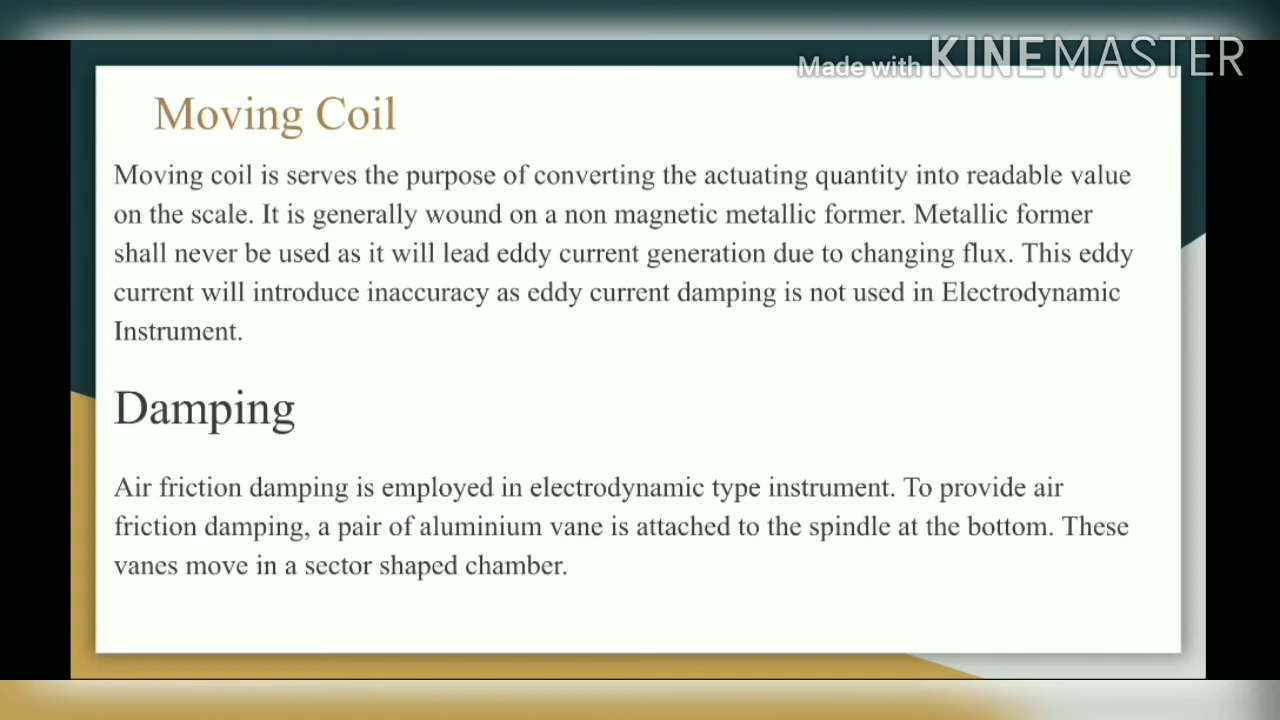 Made with KINEMASTER
Moving Coil
Moving coil is serves the purpose of converting the actuating quantity into readable value
on the scale. It is generally wound on a non magnetic metallic former. Metallic former
shall never be used as it will lead eddy current generation due to changing flux. This eddy
current will introduce inaccuracy as eddy current damping is not used in Electrodynamic
Instrument.
Damping
Air friction damping is employed in electrodynamic type instrument. To provide air
friction damping, a pair of aluminium vane is attached to the spindle at the bottom. These
vanes move in a sector shaped chamber.